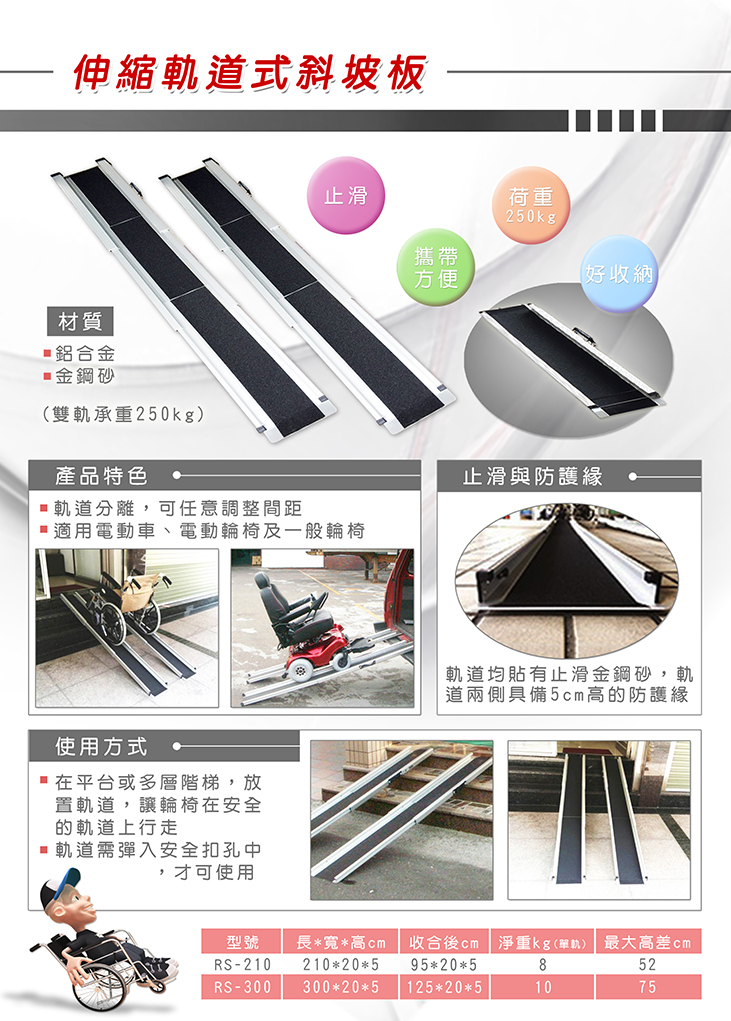 伸縮軌道式斜坡板
止滑
荷重
250kg
攜帶
方便
好收納
材質
鋁合金
金鋼砂
(雙軌承重250kg)
產品特色
軌道分離，可任意調整間距
適用電動車、電動輪椅及一般輪椅
止滑與防護緣
軌道均貼有止滑金鋼砂，軌
道兩側具備5cm高的防護緣
使用方式
在平台或多層階梯，放
置軌道，讓輪椅在安全
的軌道上行走
軌道需彈入安全扣孔中
，才可使用
型號 長*寬*高cm 收合後cm 淨重kg(單軌) 最大高差cm
RS-210 210*20*5 95*20*5 8 52
RS-300 300*20*5 125*20*5 10 75